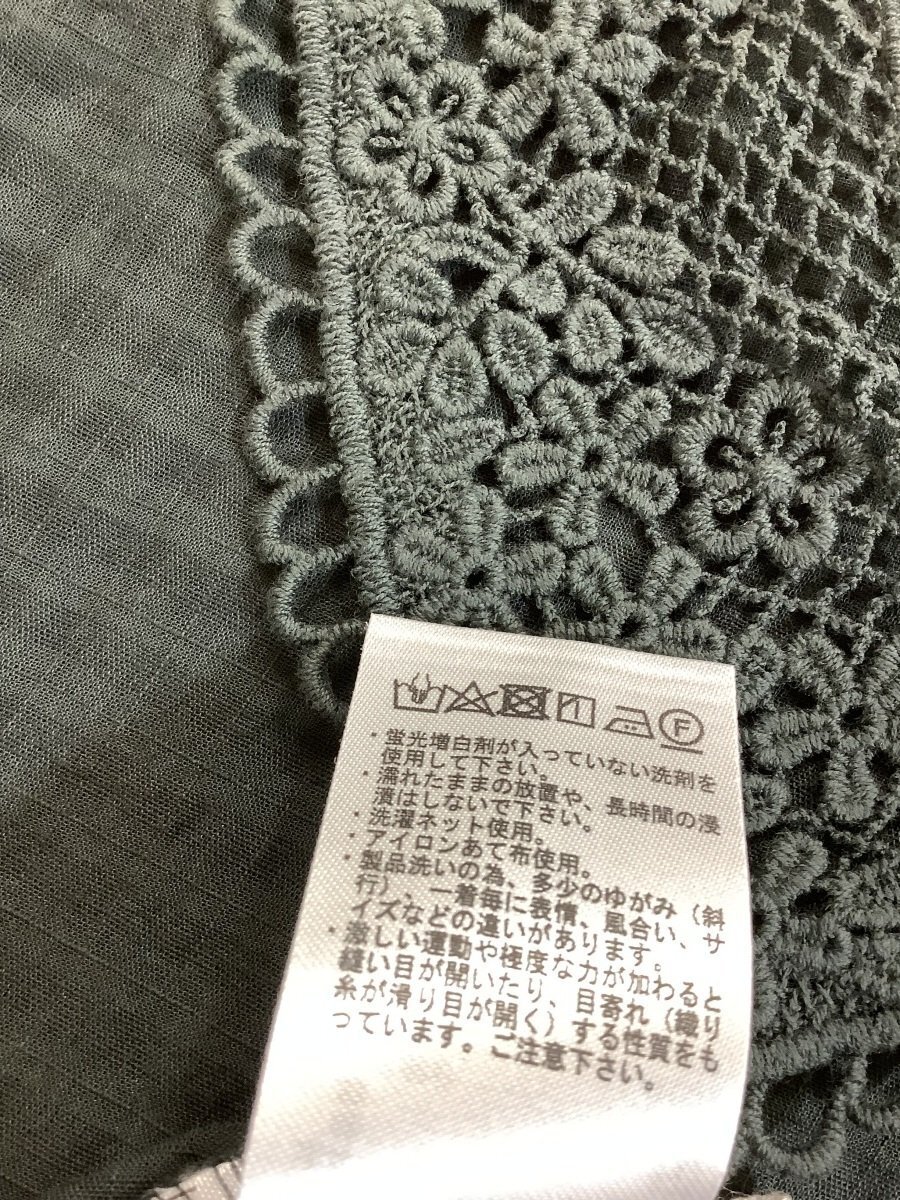 F
・蛍光増白剤が入っていない洗剤を
使用して下さい。
・濡れたままの放置や、長時間の浸
漬はしないで下さい。
・洗濯ネット使用。
・アイロンあて布使用。
・製品洗いの為、多少のゆがみ(斜
行)、一着毎に表情、風合い、サ
イズなどの違いがあります。
・激しい運動や極度な力が加わると
縫い目が開いたり、目寄れ(織り
糸が滑り目が開く)する性質をも
っています。ご注意下さい。